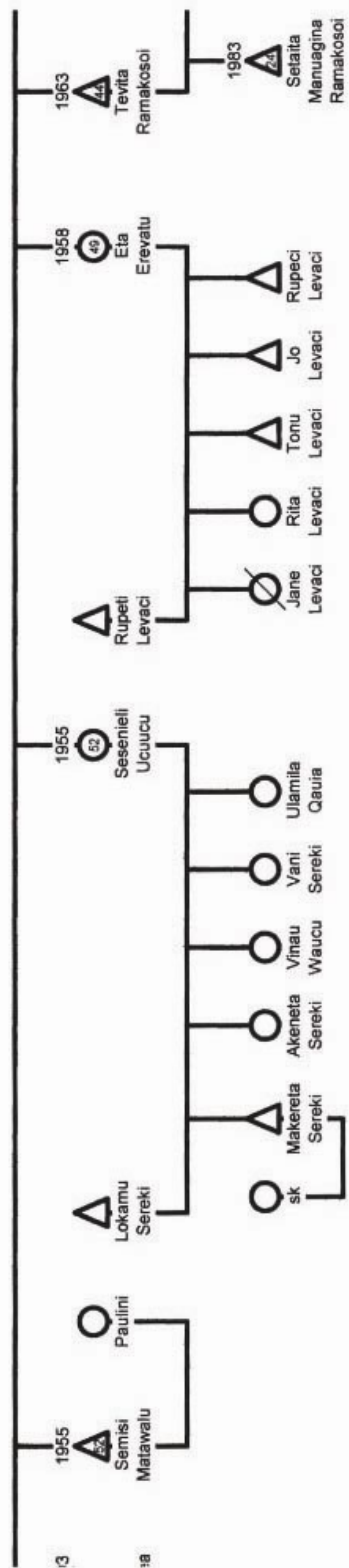 1955
52
Semisi
Matawalu
Paulini
Lokamu
Sereki
1955
52
Sesenieli
Ucuucu
sk
Makereta
Sereki
Akeneta
Sereki
Vinau
Waucu
Vani
Sereki
Ulamila
Qauia
Rupeti
Levaci
1958
49
Eta
Erevatu
Jane
Levaci
Rita
Levaci
Tonu
Levaci
Jo
Levaci
Rupeci
Levaci
1963
44
Tevita
Ramakosoi
1983
24
Setaita
Manuagina
Ramakosoi